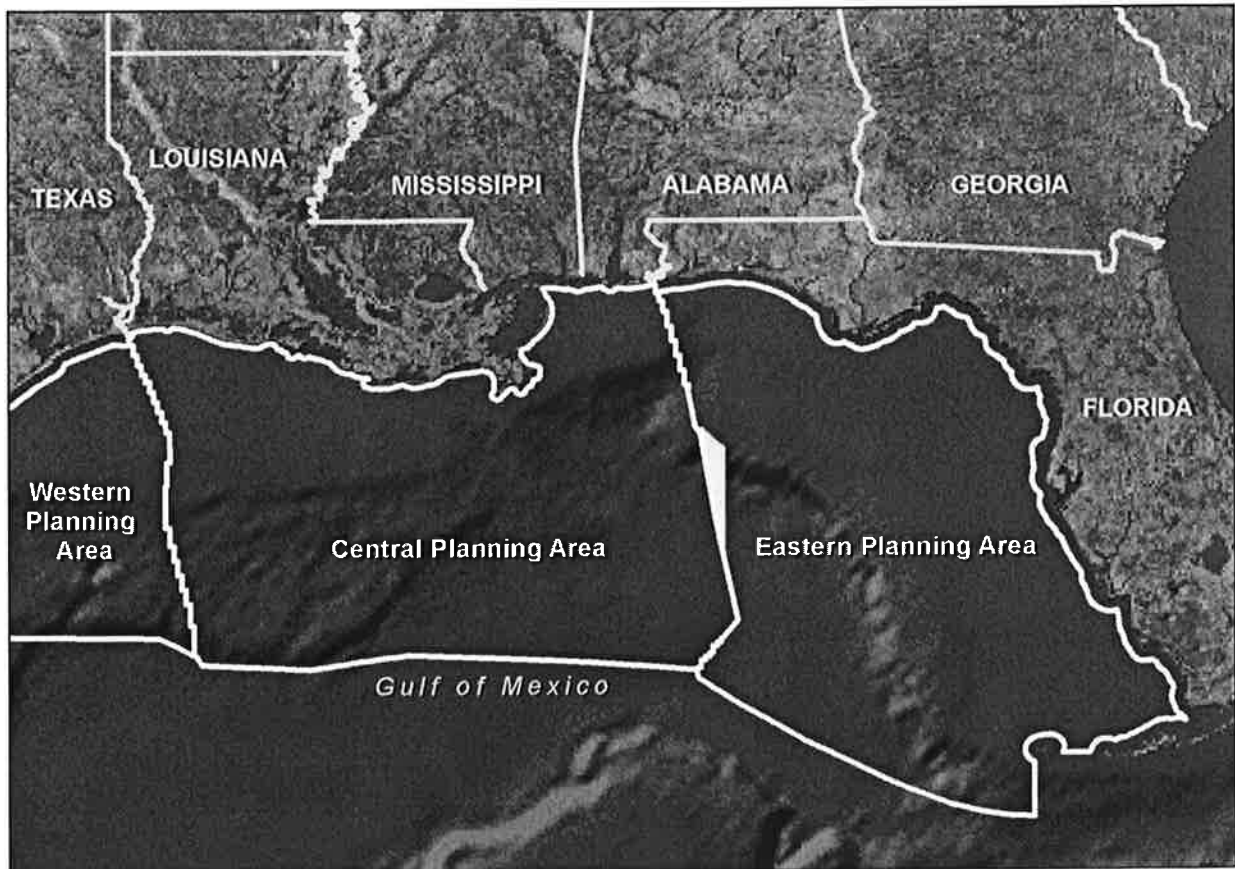 LOUISIANA
TEXAS
MISSISSIPPI
ALABAMA
GEORGIA
FLORIDA
Western
Planning
Area
Central Planning Area
Eastern Planning Area
Gulf of Mexico